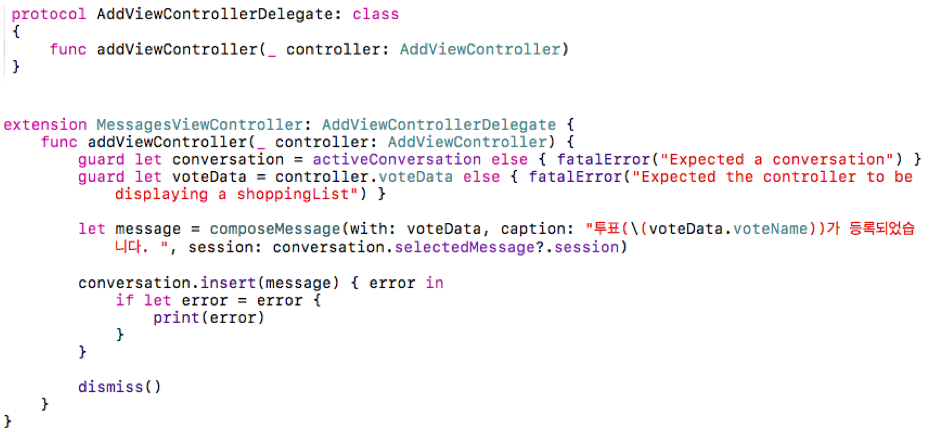 protocol AddViewControllerDelegate: class
{
    func addViewController(_ controller: AddViewController)
}
extension MessagesViewController: AddViewControllerDelegate {
    func addViewController(_ controller: AddViewController) {
        guard let conversation = activeConversation else { fatalError("Expected a conversation") }
        guard let voteData = controller.voteData else { fatalError("Expected the controller to be
            displaying a shoppingList") }
        let message = composeMessage(with: voteData, caption: "투표(\(voteData.voteName))가 등록되었습
            니다. ", session: conversation.selectedMessage?.session)
        conversation.insert(message) { error in
            if let error = error {
                print(error)
            }
        }
        dismiss()
    }
}